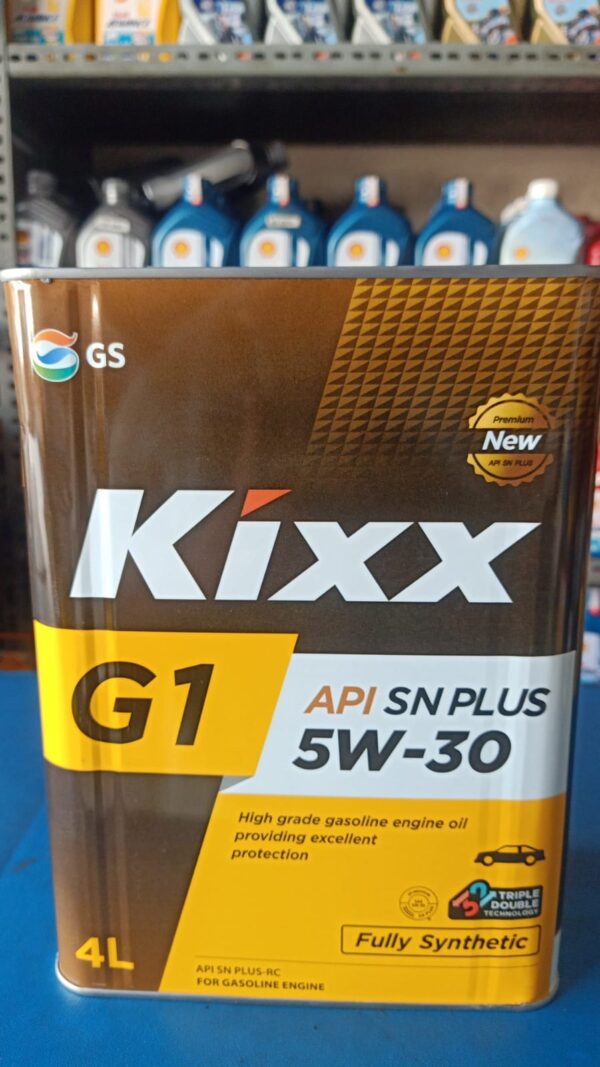 GS
Premium
New
API SN PLUS
Kixx
G1
API SN PLUS
5W-30
High grade gasoline engine oil
providing excellent
protection
TRIPLE
DOUBLE
TECHNOLOGY
Fully Synthetic
4L
API SN PLUS-RC
FOR GASOLINE ENGINE